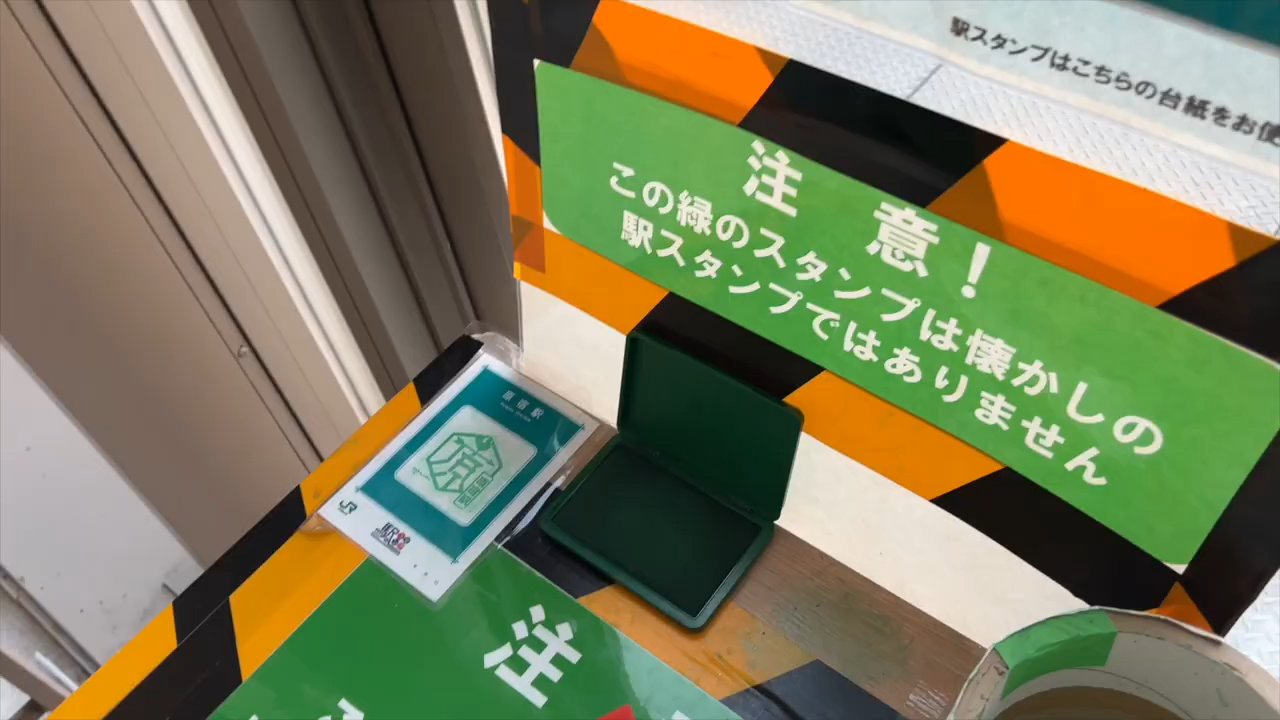 駅スタンプはこちらの台紙をお使
注 意！
この緑のスタンプは懐かしの
駅スタンプではありません
JR
注